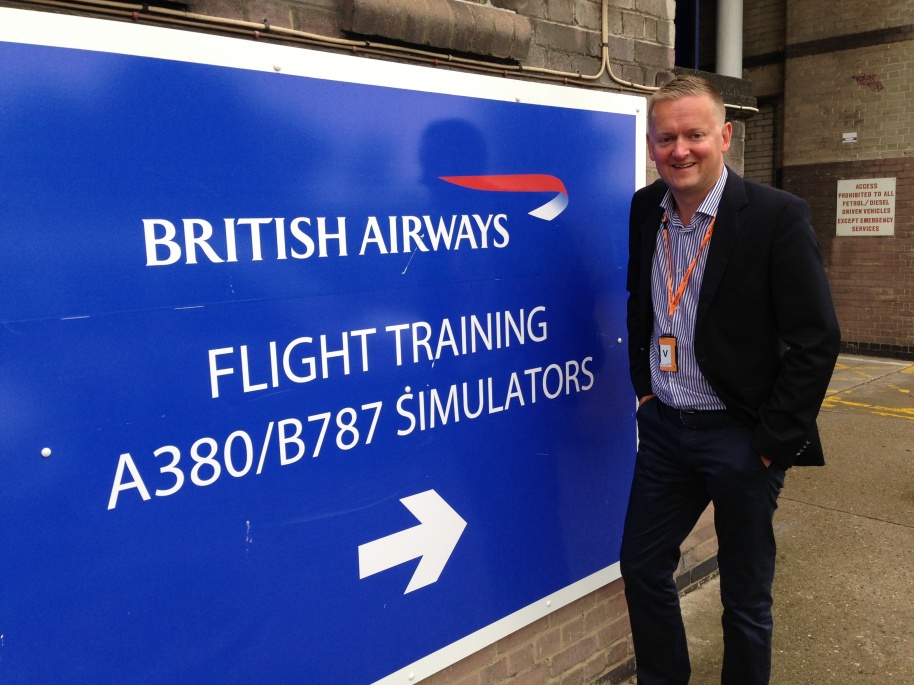 BRITISH AIRWAYS
FLIGHT TRAINING
A380/B787 SIMULATORS
V
ACCESS
PROHIBITED TO ALL
PETROL/DIESEL
DRIVEN VEHICLES
EXCEPT EMERGENCY
SERVICES